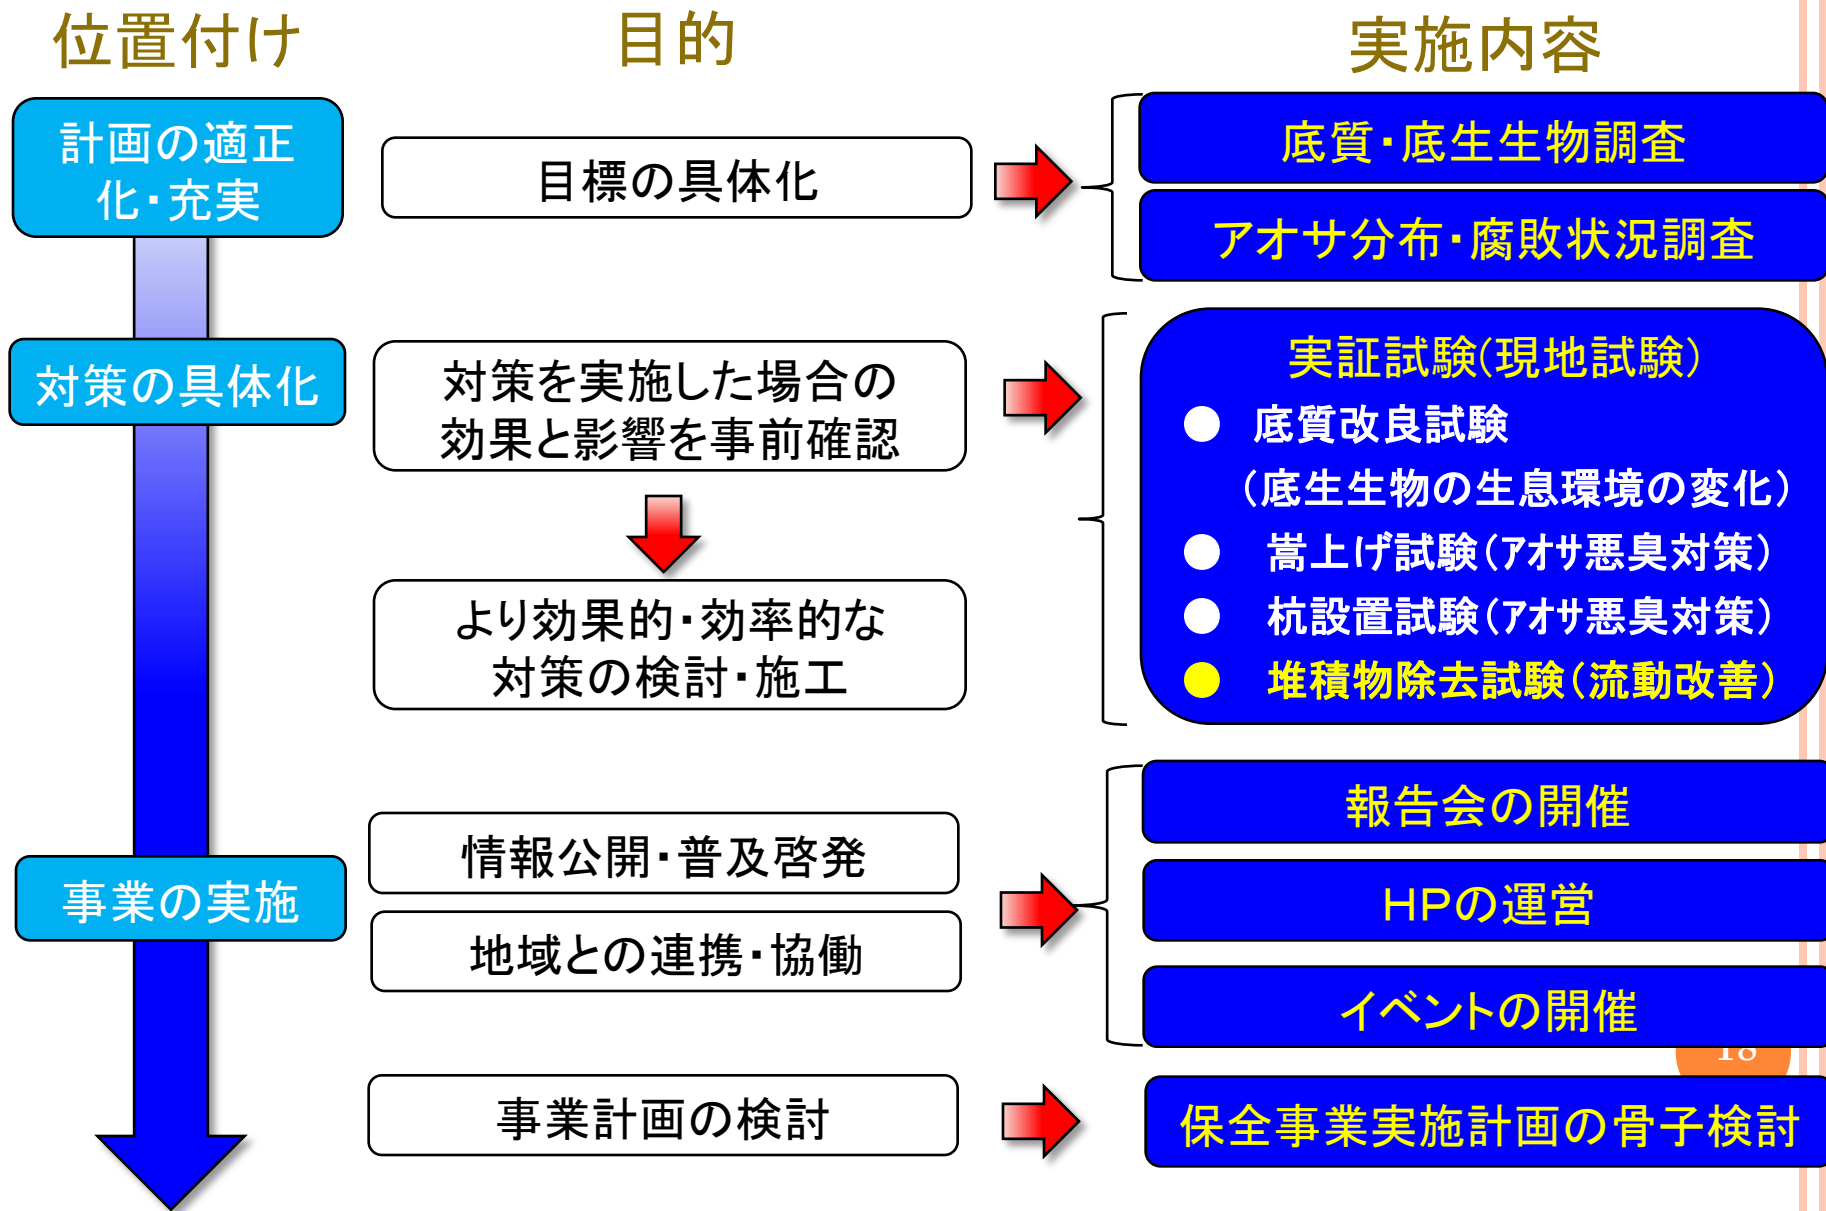 位置付け
目的
実施内容
計画の適正
化・充実
目標の具体化
底質・底生生物調査
アオサ分布・腐敗状況調査
対策の具体化
対策を実施した場合の
効果と影響を事前確認
より効果的・効率的な
対策の検討・施工
実証試験(現地試験)
● 底質改良試験
（底生生物の生息環境の変化）
● 嵩上げ試験（ｱｵｻ悪臭対策）
● 杭設置試験（ｱｵｻ悪臭対策）
● 堆積物除去試験（流動改善）
事業の実施
情報公開・普及啓発
地域との連携・協働
報告会の開催
HPの運営
イベントの開催
18
事業計画の検討
保全事業実施計画の骨子検討